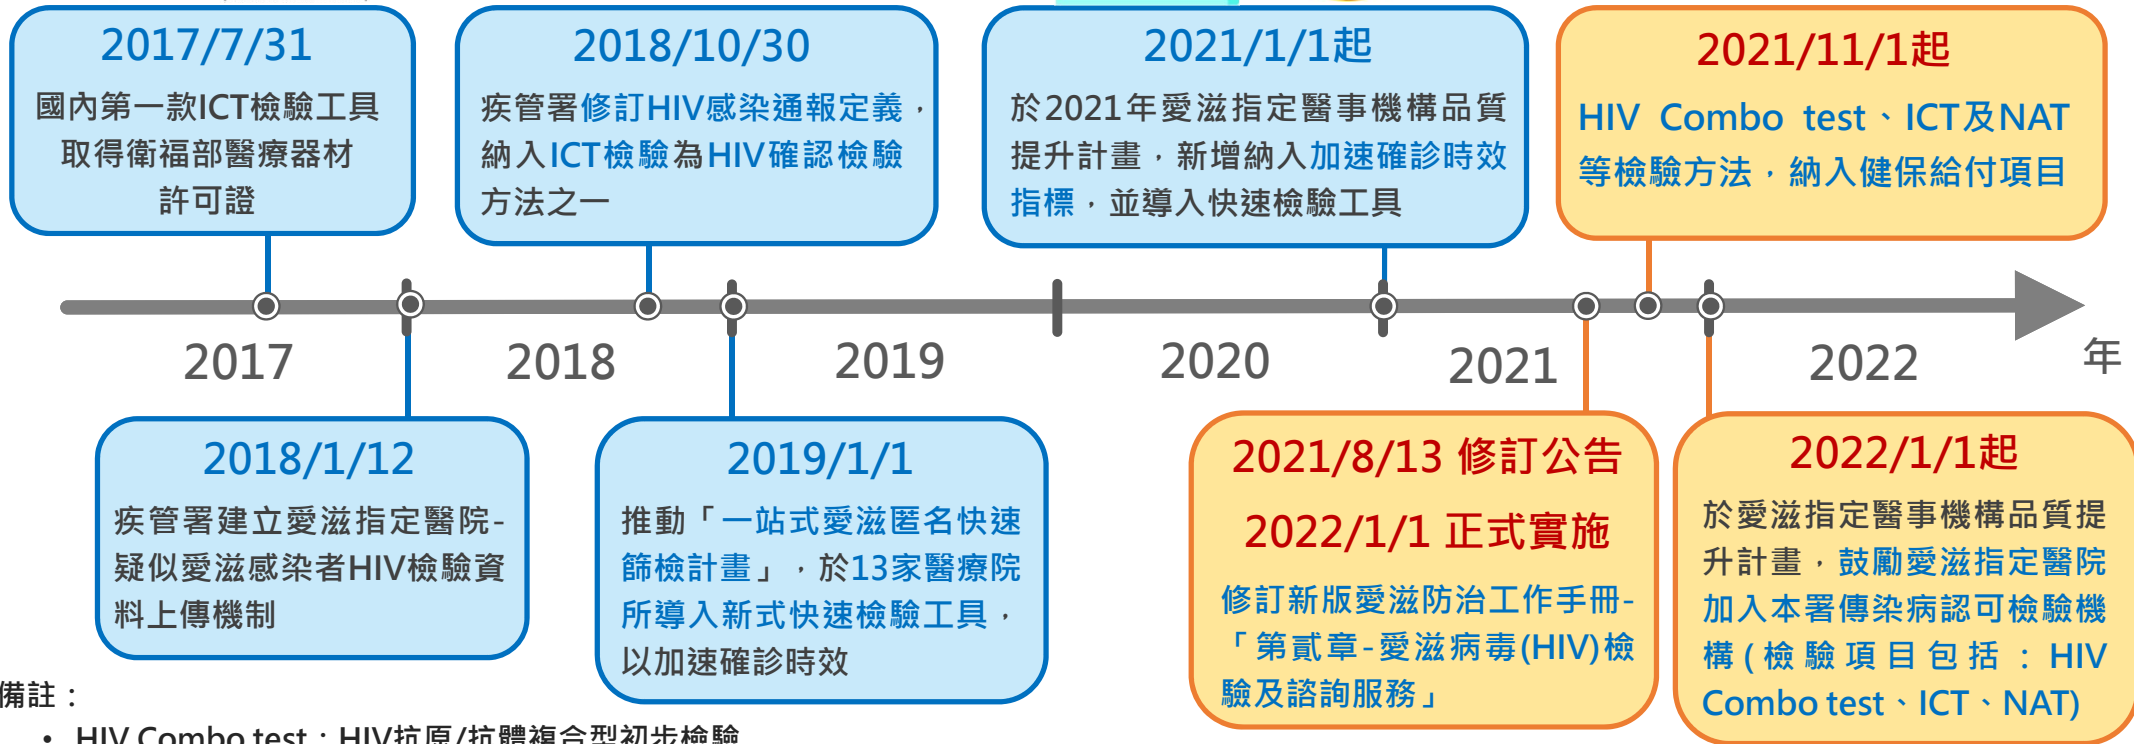 2017/7/31
國內第一款ICT檢驗工具
取得衛福部醫療器材
許可證
2018/10/30
疾管署修訂HIV感染通報定義，
納入ICT檢驗為HIV確認檢驗
方法之一
2021/1/1起
於2021年愛滋指定醫事機構品質
提升計畫，新增納入加速確診時效
指標，並導入快速檢驗工具
2021/11/1起
HIV Combo test、ICT及NAT
等檢驗方法，納入健保給付項目
2017
2018
2019
2020
2021
2022
年
2018/1/12
疾管署建立愛滋指定醫院-
疑似愛滋感染者HIV檢驗資
料上傳機制
2019/1/1
推動「一站式愛滋匿名快速
篩檢計畫」，於13家醫療院
所導入新式快速檢驗工具，
以加速確診時效
2021/8/13 修訂公告
2022/1/1 正式實施
修訂新版愛滋防治工作手冊-
「第貳章-愛滋病毒(HIV)檢
驗及諮詢服務」
2022/1/1起
於愛滋指定醫事機構品質提
升計畫，鼓勵愛滋指定醫院
加入本署傳染病認可檢驗機
構(檢驗項目包括：HIV
Combo test、ICT、NAT)
備註：
• HIV Combo test：HIV抗原/抗體複合型初步檢驗